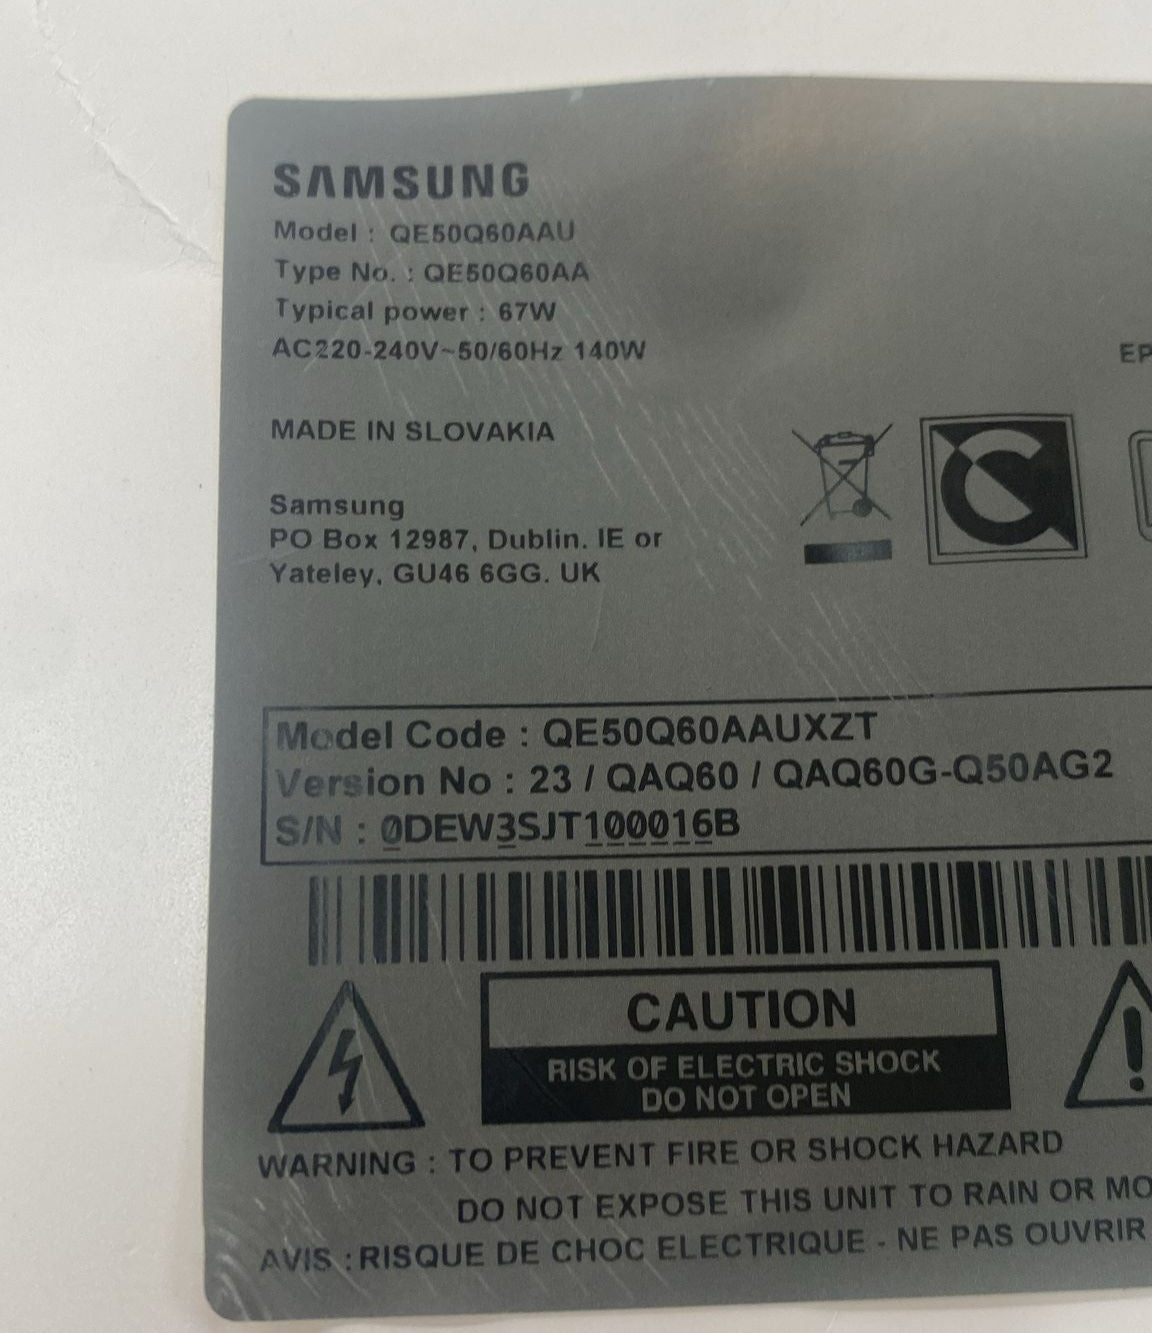 SAMSUNG
Model : QE50Q60AAU
Type No. : QE50Q60AA
Typical power : 67W
AC220-240V~50/60Hz 140W
EP
MADE IN SLOVAKIA
Samsung
PO Box 12987, Dublin. IE or
Yateley, GU46 6GG. UK
Model Code : QE50Q60AAUXZT
Version No : 23 / QAQ60 / QAQ60G-Q50AG2
S/N : 0DEW3SJT100016B
CAUTION
RISK OF ELECTRIC SHOCK
DO NOT OPEN
WARNING : TO PREVENT FIRE OR SHOCK HAZARD
DO NOT EXPOSE THIS UNIT TO RAIN OR MO
AVIS : RISQUE DE CHOC ELECTRIQUE - NE PAS OUVRIR